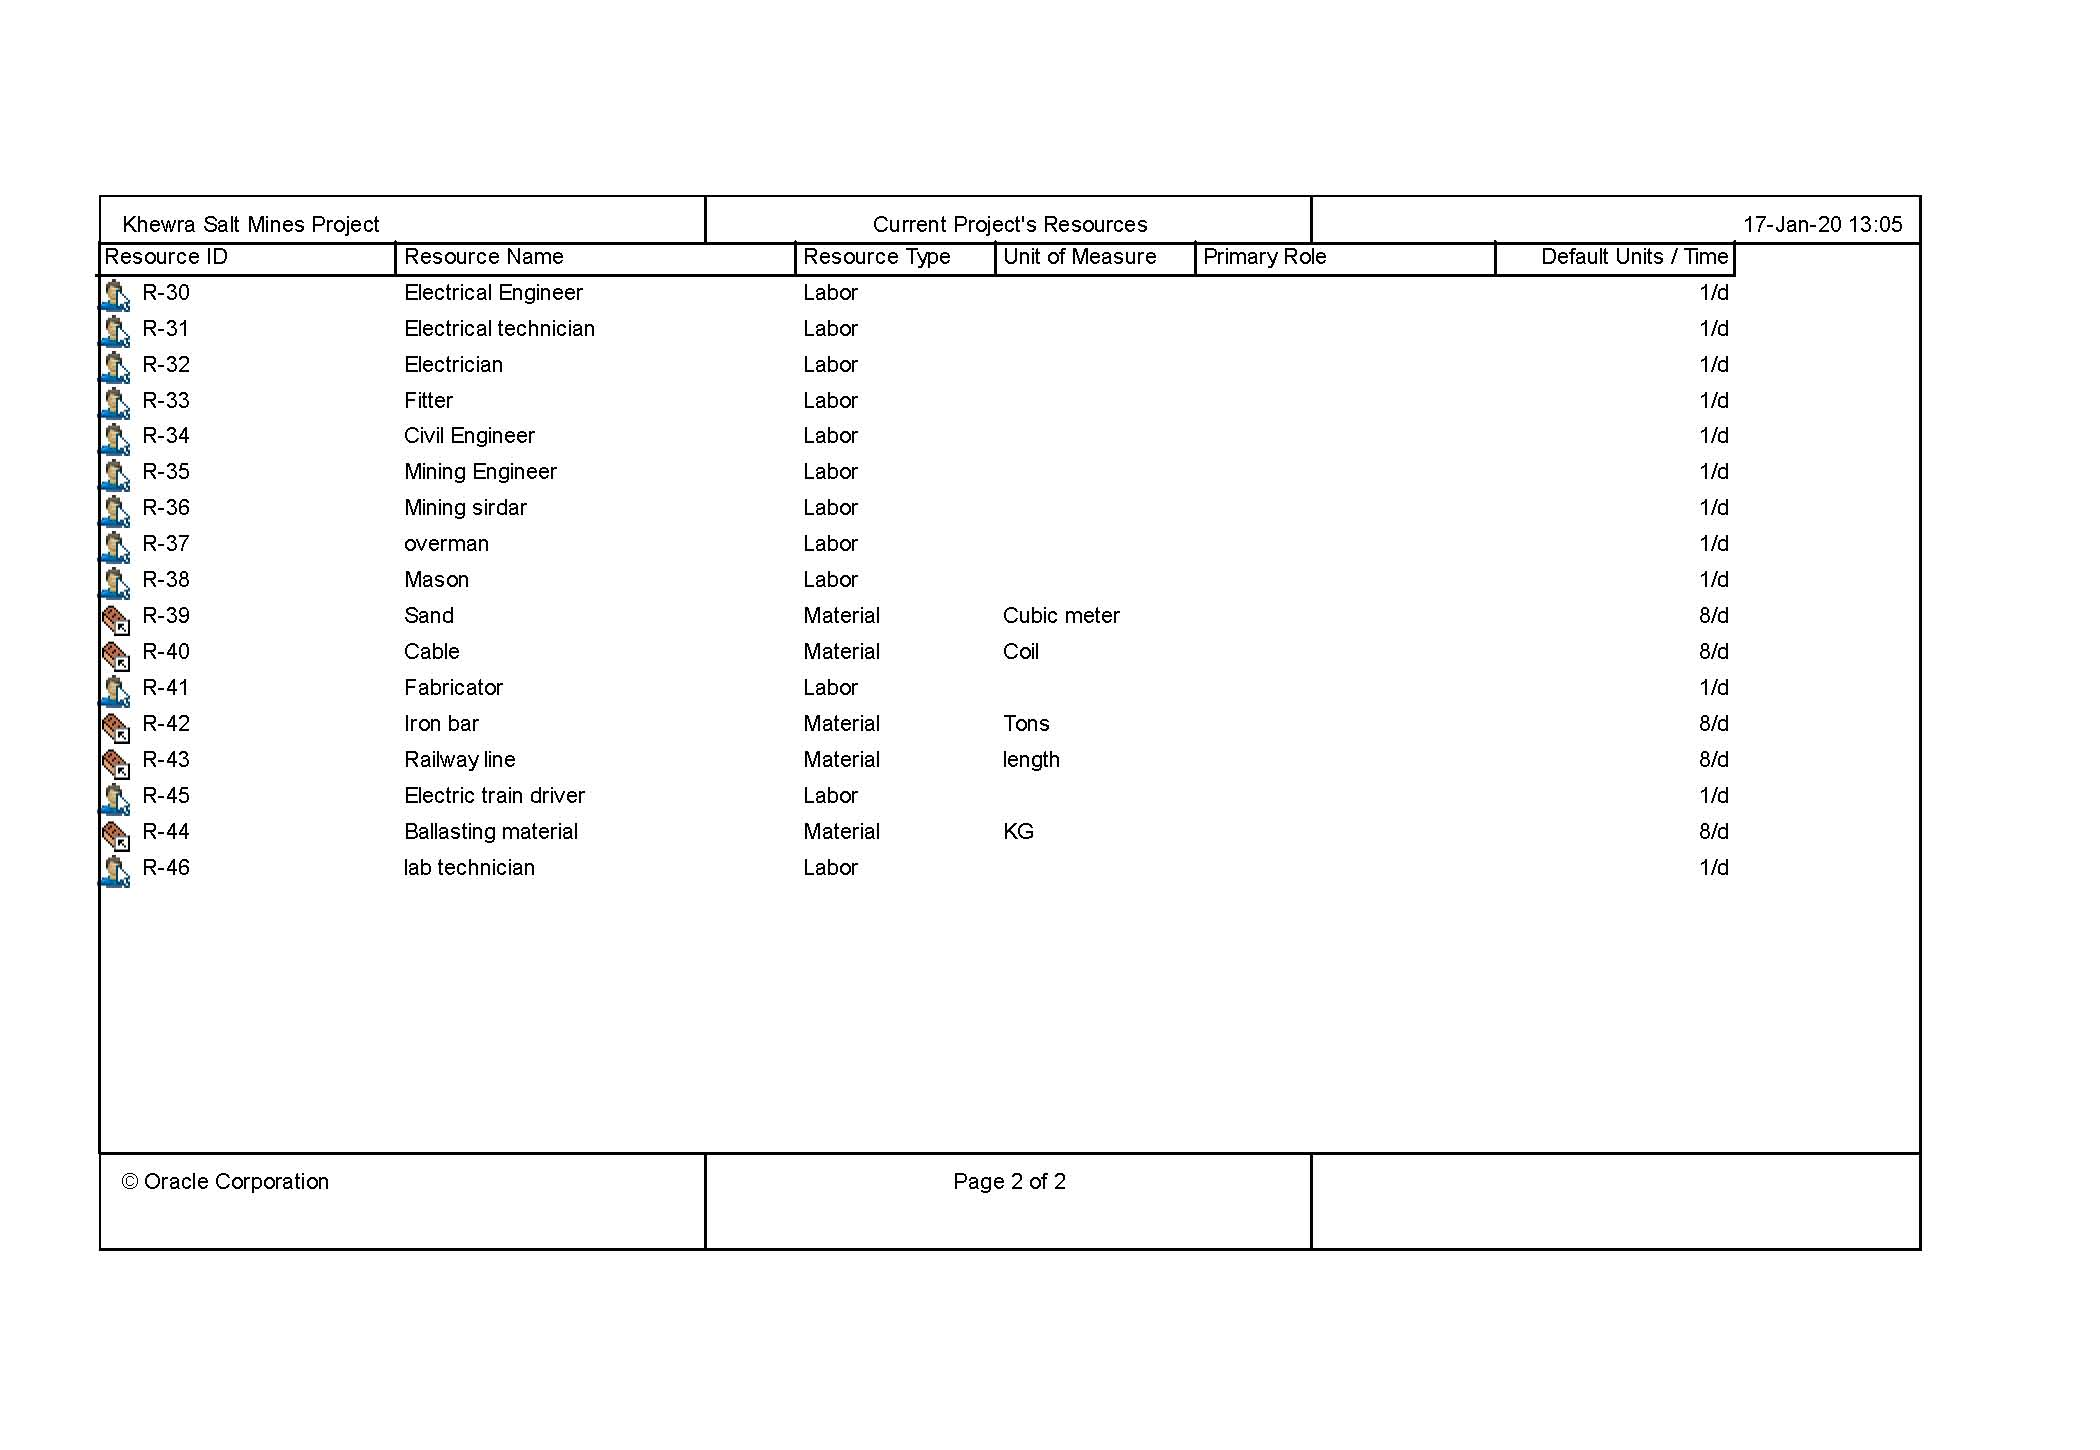 Khewra Salt Mines Project Current Project's Resources 17-Jan-20 13:05
Resource ID Resource Name Resource Type Unit of Measure Primary Role Default Units / Time
R-30 Electrical Engineer Labor 1/d
R-31 Electrical technician Labor 1/d
R-32 Electrician Labor 1/d
R-33 Fitter Labor 1/d
R-34 Civil Engineer Labor 1/d
R-35 Mining Engineer Labor 1/d
R-36 Mining sirdar Labor 1/d
R-37 overman Labor 1/d
R-38 Mason Labor 1/d
R-39 Sand Material Cubic meter 8/d
R-40 Cable Material Coil 8/d
R-41 Fabricator Labor 1/d
R-42 Iron bar Material Tons 8/d
R-43 Railway line Material length 8/d
R-45 Electric train driver Labor 1/d
R-44 Ballasting material Material KG 8/d
R-46 lab technician Labor 1/d
© Oracle Corporation Page 2 of 2